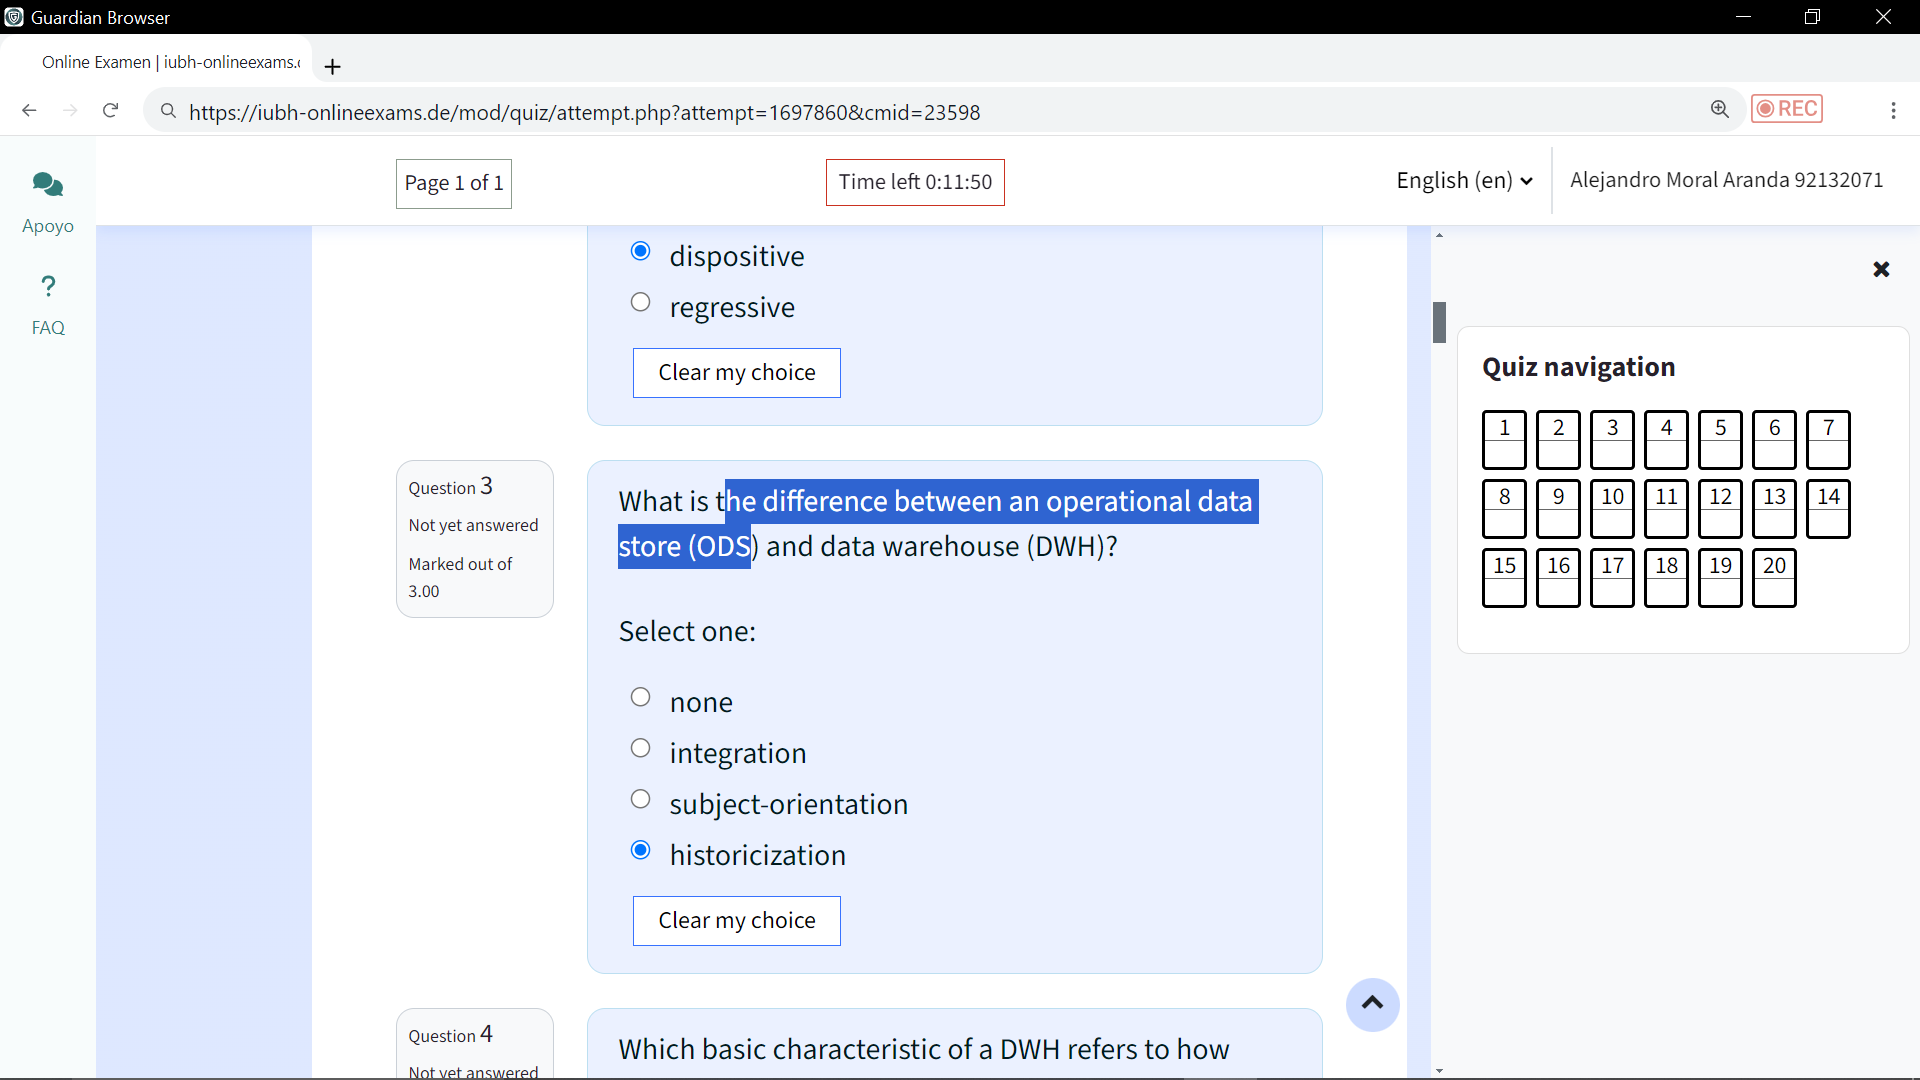 Guardian Browser
Online Examen | iubh-onlineexams.
https://iubh-onlineexams.de/mod/quiz/attempt.php?attempt=1697860&cmid=23598
REC
Page 1 of 1
Time left 0:11:50
English (en)
Alejandro Moral Aranda 92132071
Apoyo
?
FAQ
dispositive
regressive
Clear my choice
Question 3
Not yet answered
Marked out of
3.00
What is the difference between an operational data
store (ODS) and data warehouse (DWH)?
Select one:
none
integration
subject-orientation
historicization
Clear my choice
Question 4
Not yet answered
Which basic characteristic of a DWH refers to how
Quiz navigation
1 2 3 4 5 6 7
8 9 10 11 12 13 14
15 16 17 18 19 20